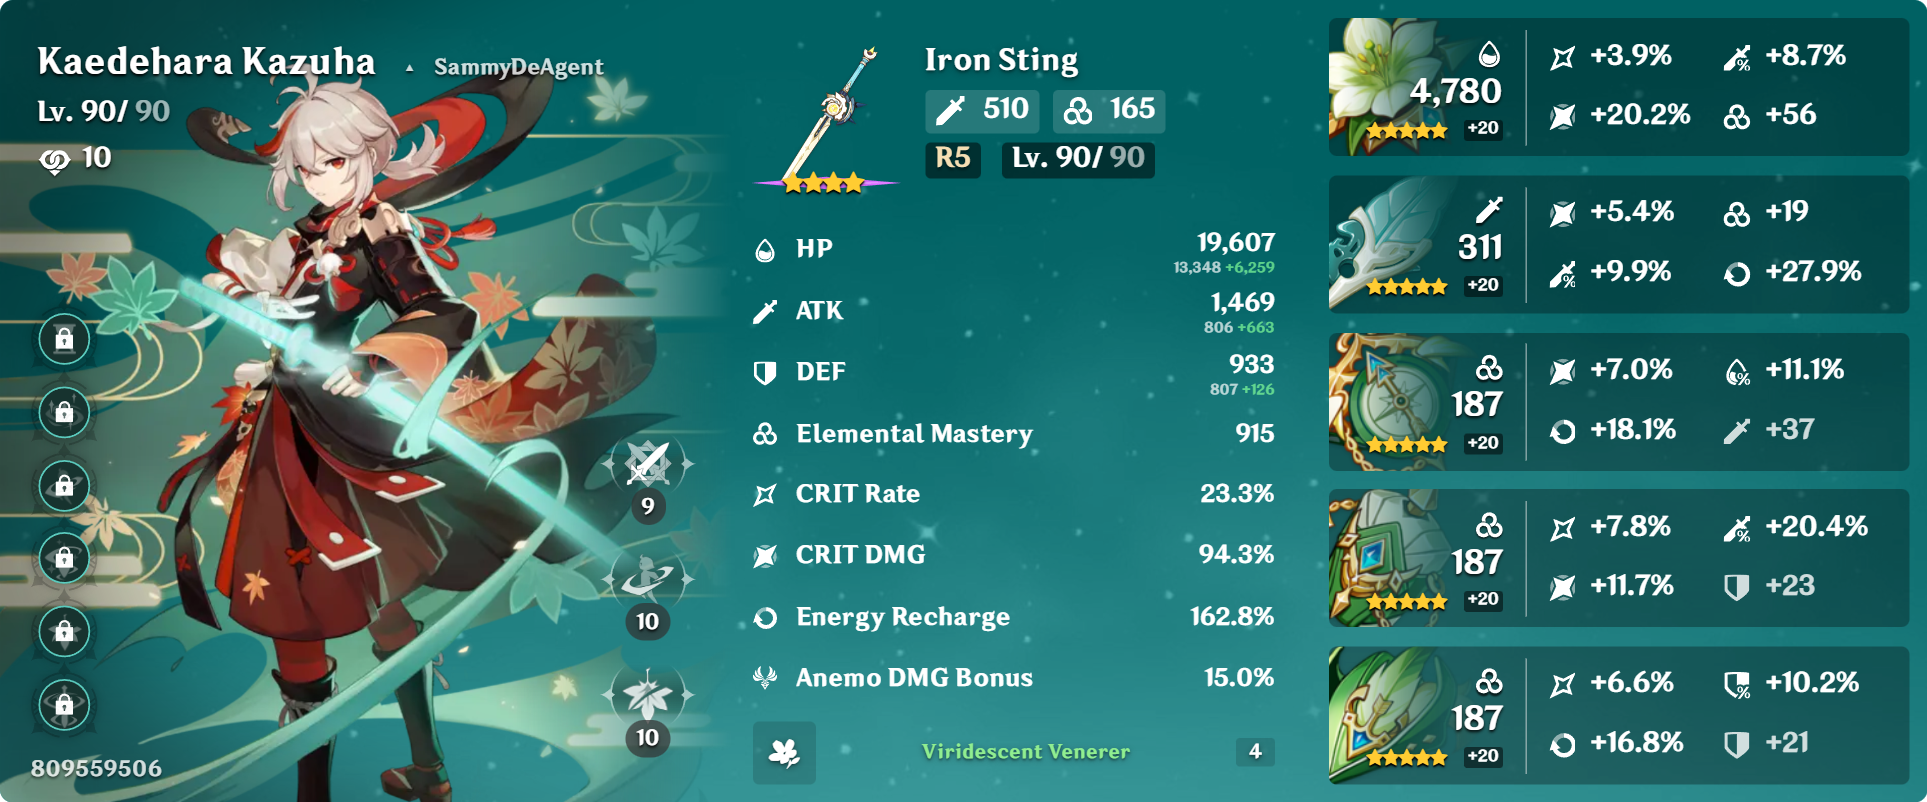 Kaedehara Kazuha ▲ SammyDeAgent
Lv. 90/ 90
10
9
10
10
809559506
Iron Sting
510 165
R5 Lv. 90/ 90
HP 19,607
13,348 +6,259
ATK 1,469
806 +663
DEF 933
807 +126
Elemental Mastery 915
CRIT Rate 23.3%
CRIT DMG 94.3%
Energy Recharge 162.8%
Anemo DMG Bonus 15.0%
Viridescent Venerer 4
4,780
+20
+3.9% +8.7%
+20.2% +56
311
+20
+5.4% +19
+9.9% +27.9%
187
+20
+7.0% +11.1%
+18.1% +37
187
+20
+7.8% +20.4%
+11.7% +23
187
+20
+6.6% +10.2%
+16.8% +21